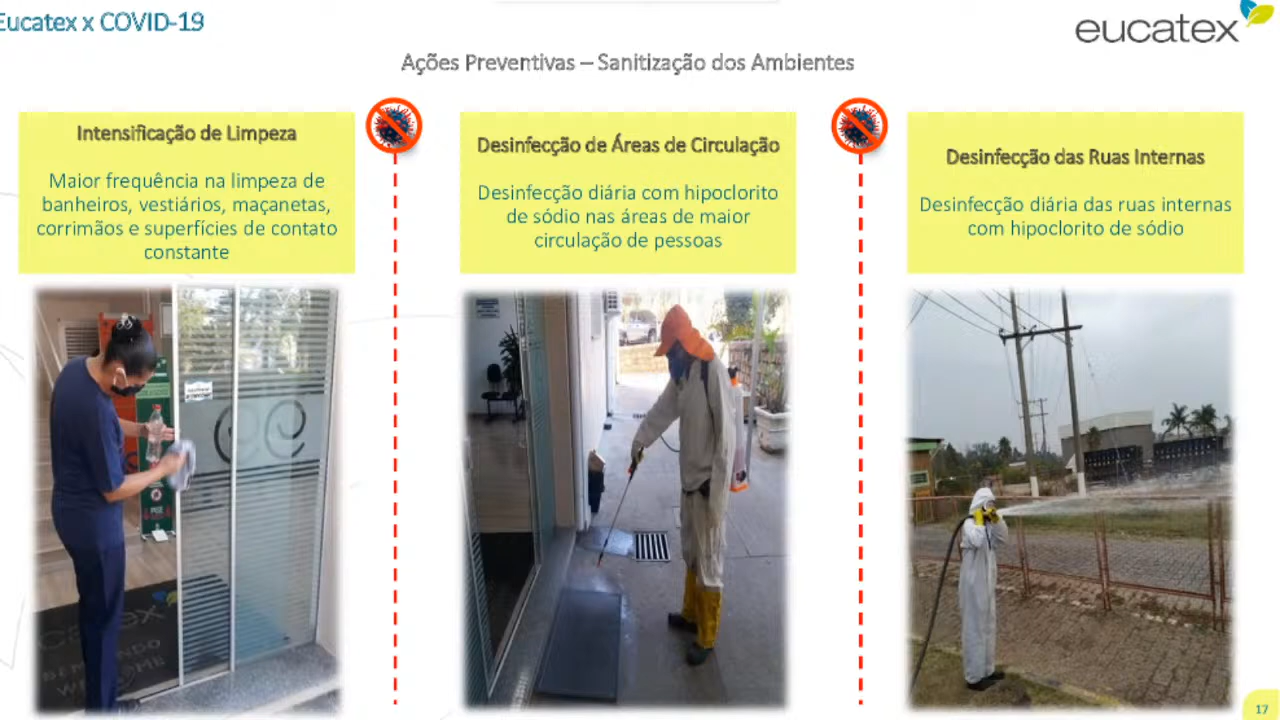 Eucatex x COVID-19
eucatex
Ações Preventivas – Sanitização dos Ambientes
Intensificação de Limpeza
Maior frequência na limpeza de
banheiros, vestiários, maçanetas,
corrimãos e superfícies de contato
constante
Desinfecção de Áreas de Circulação
Desinfecção diária com hipoclorito
de sódio nas áreas de maior
circulação de pessoas
Desinfecção das Ruas Internas
Desinfecção diária das ruas internas
com hipoclorito de sódio
17